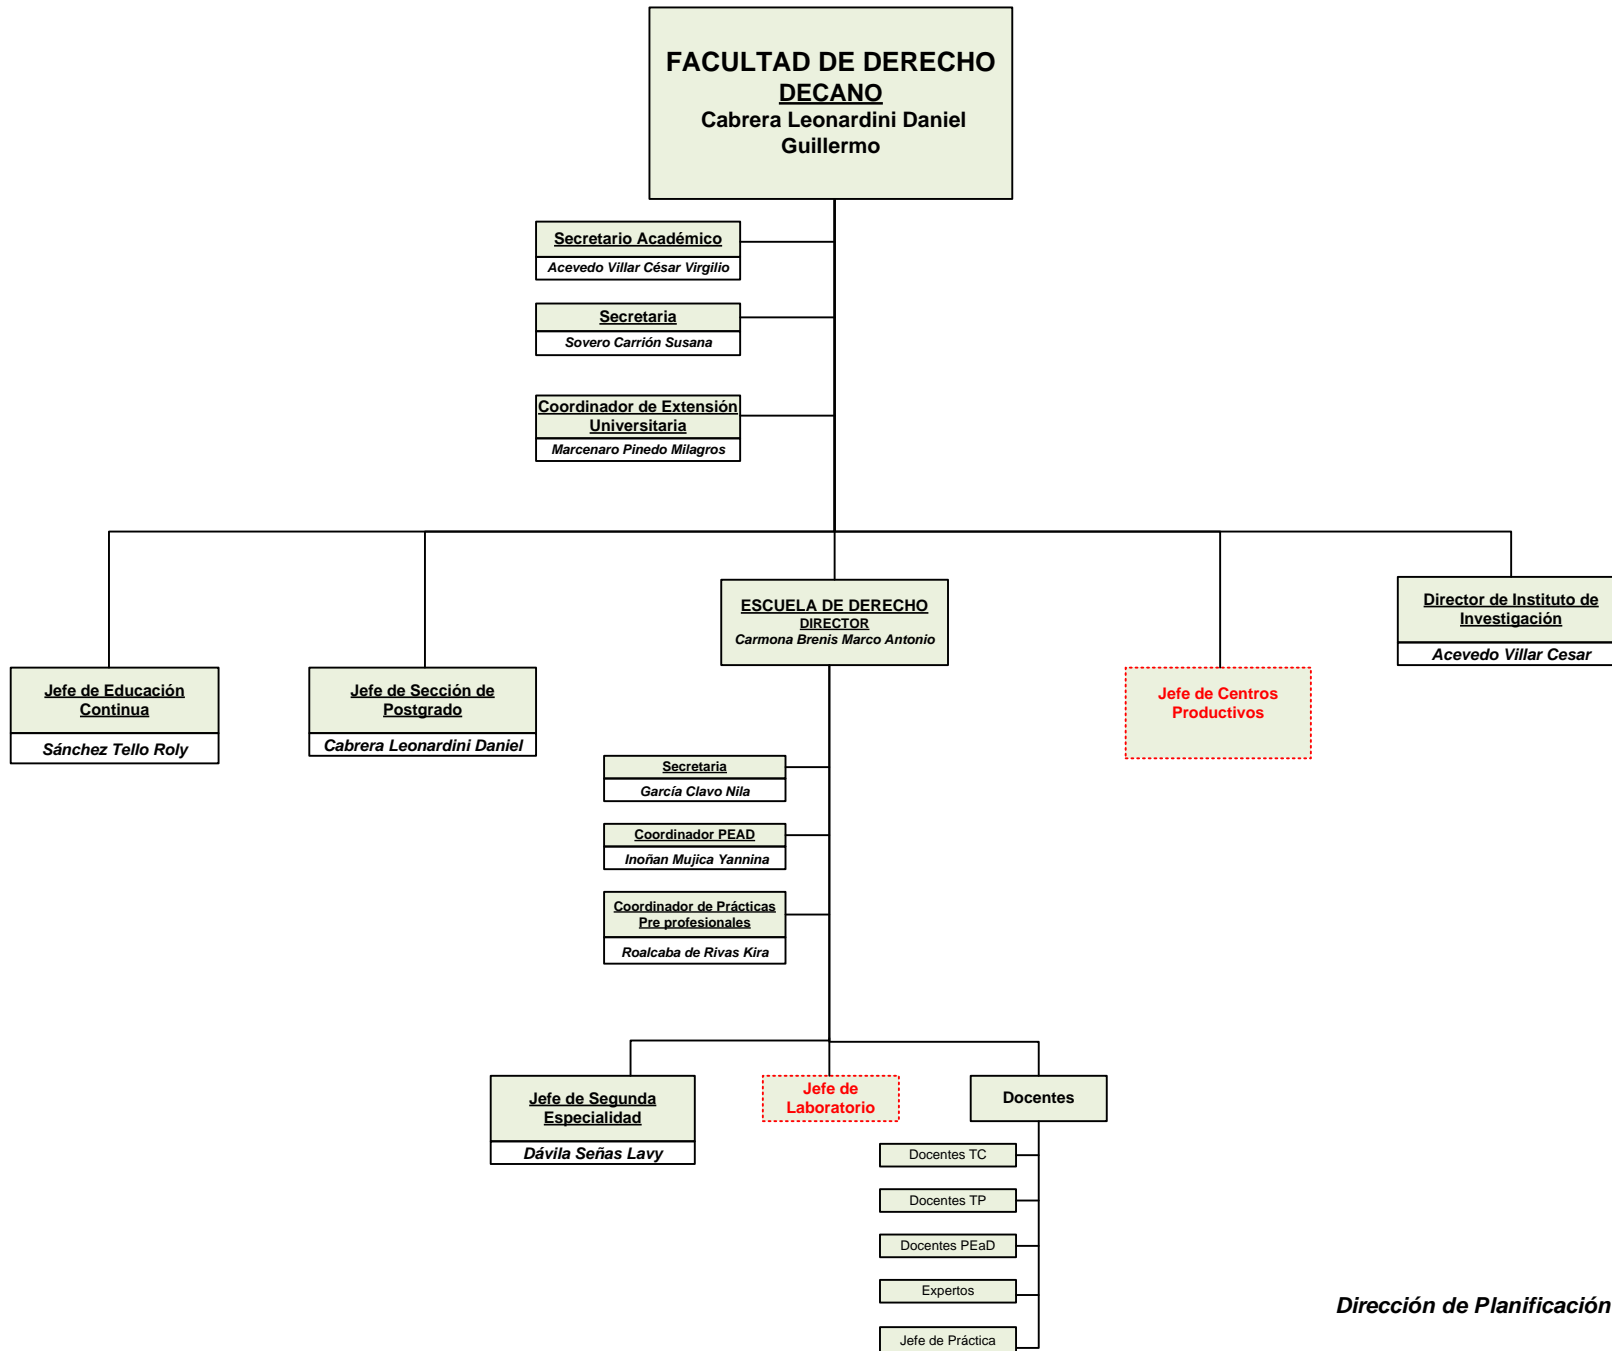 FACULTAD DE DERECHO
DECANO
Cabrera Leonardini Daniel
Guillermo
Secretario Académico
Acevedo Villar César Virgilio
Secretaria
Sovero Carrión Susana
Coordinador de Extensión
Universitaria
Marcenaro Pinedo Milagros
ESCUELA DE DERECHO
DIRECTOR
Carmona Brenis Marco Antonio
Director de Instituto de
Investigación
Acevedo Villar Cesar
Jefe de Educación
Continua
Sánchez Tello Roly
Jefe de Sección de
Postgrado
Cabrera Leonardini Daniel
Jefe de Centros
Productivos
Secretaria
García Clavo Nila
Coordinador PEAD
Inoñan Mujica Yannina
Coordinador de Prácticas
Pre profesionales
Roalcaba de Rivas Kira
Jefe de Segunda
Especialidad
Dávila Señas Lavy
Jefe de
Laboratorio
Docentes
Docentes TC
Docentes TP
Docentes PEaD
Expertos
Jefe de Práctica
Dirección de Planificación